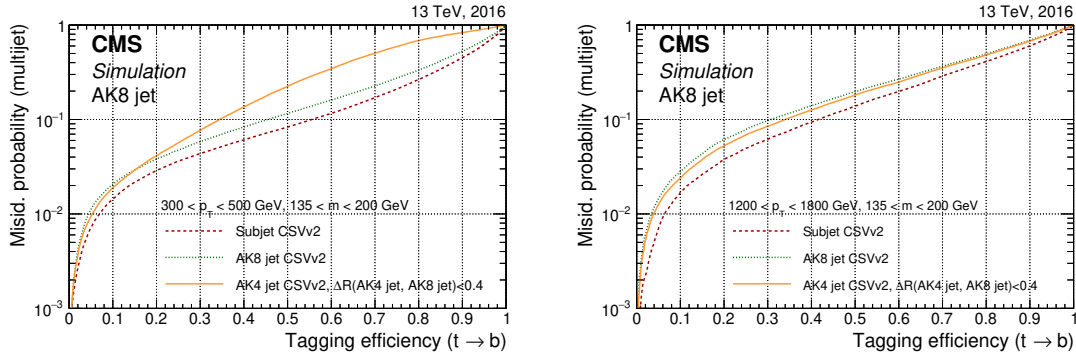 13 TeV, 2016
CMS
Simulation
AK8 jet
Misid. probability (multijet)
1
10⁻¹
10⁻²
10⁻³
300 < p_T < 500 GeV, 135 < m < 200 GeV
Subjet CSVv2
AK8 jet CSVv2
AK4 jet CSVv2, ΔR(AK4 jet, AK8 jet)<0.4
0 0.1 0.2 0.3 0.4 0.5 0.6 0.7 0.8 0.9 1
Tagging efficiency (t → b)
13 TeV, 2016
CMS
Simulation
AK8 jet
Misid. probability (multijet)
1
10⁻¹
10⁻²
10⁻³
1200 < p_T < 1800 GeV, 135 < m < 200 GeV
Subjet CSVv2
AK8 jet CSVv2
AK4 jet CSVv2, ΔR(AK4 jet, AK8 jet)<0.4
0 0.1 0.2 0.3 0.4 0.5 0.6 0.7 0.8 0.9 1
Tagging efficiency (t → b)